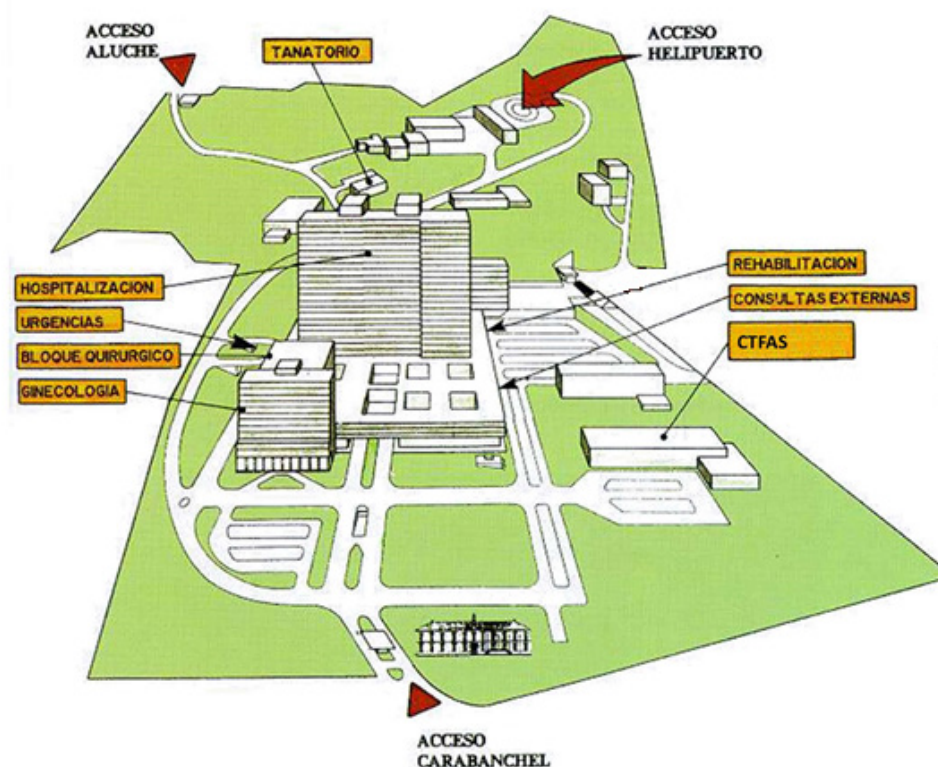 ACCESO
ALUCHE
TANATORIO
ACCESO
HELIPUERTO
HOSPITALIZACION
URGENCIAS
BLOQUE QUIRURGICO
GINECOLOGIA
REHABILITACION
CONSULTAS EXTERNAS
CTFAS
ACCESO
CARABANCHEL